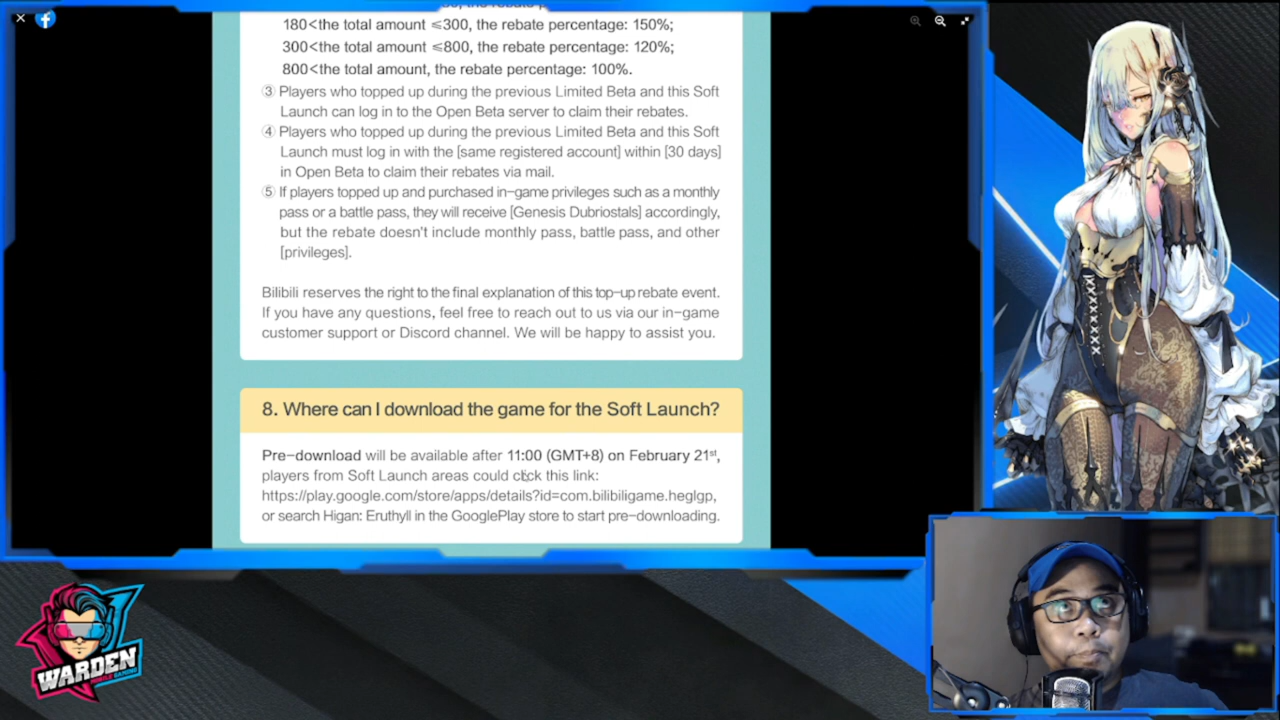 180<the total amount ≤300, the rebate percentage: 150%;
300<the total amount ≤800, the rebate percentage: 120%;
800<the total amount, the rebate percentage: 100%.
③ Players who topped up during the previous Limited Beta and this Soft
Launch can log in to the Open Beta server to claim their rebates.
④ Players who topped up during the previous Limited Beta and this Soft
Launch must log in with the [same registered account] within [30 days]
in Open Beta to claim their rebates via mail.
⑤ If players topped up and purchased in-game privileges such as a monthly
pass or a battle pass, they will receive [Genesis Dubriostals] accordingly,
but the rebate doesn't include monthly pass, battle pass, and other
[privileges].
Bilibili reserves the right to the final explanation of this top-up rebate event.
If you have any questions, feel free to reach out to us via our in-game
customer support or Discord channel. We will be happy to assist you.
8. Where can I download the game for the Soft Launch?
Pre-download will be available after 11:00 (GMT+8) on February 21st,
players from Soft Launch areas could click this link:
https://play.google.com/store/apps/details?id=com.bilibiligame.heglgp,
or search Higan: Eruthyll in the GooglePlay store to start pre-downloading.
WARDEN
MOBILE GAMING